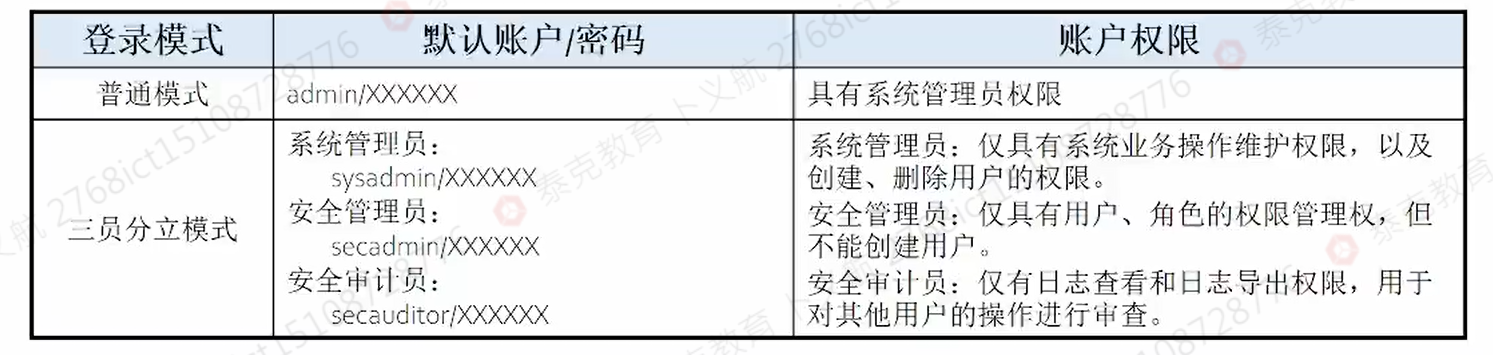 登录模式 默认账户/密码 账户权限
普通模式 admin/XXXXXX 具有系统管理员权限
三员分立模式
系统管理员：
sysadmin/XXXXXX
安全管理员：
secadmin/XXXXXX
安全审计员：
secauditor/XXXXXX
系统管理员：仅具有系统业务操作维护权限，以及
创建、删除用户的权限。
安全管理员：仅具有用户、角色的权限管理权，但
不能创建用户。
安全审计员：仅有日志查看和日志导出权限，用于
对其他用户的操作进行审查。
泰克教育 卜义航 2768ict15108728776